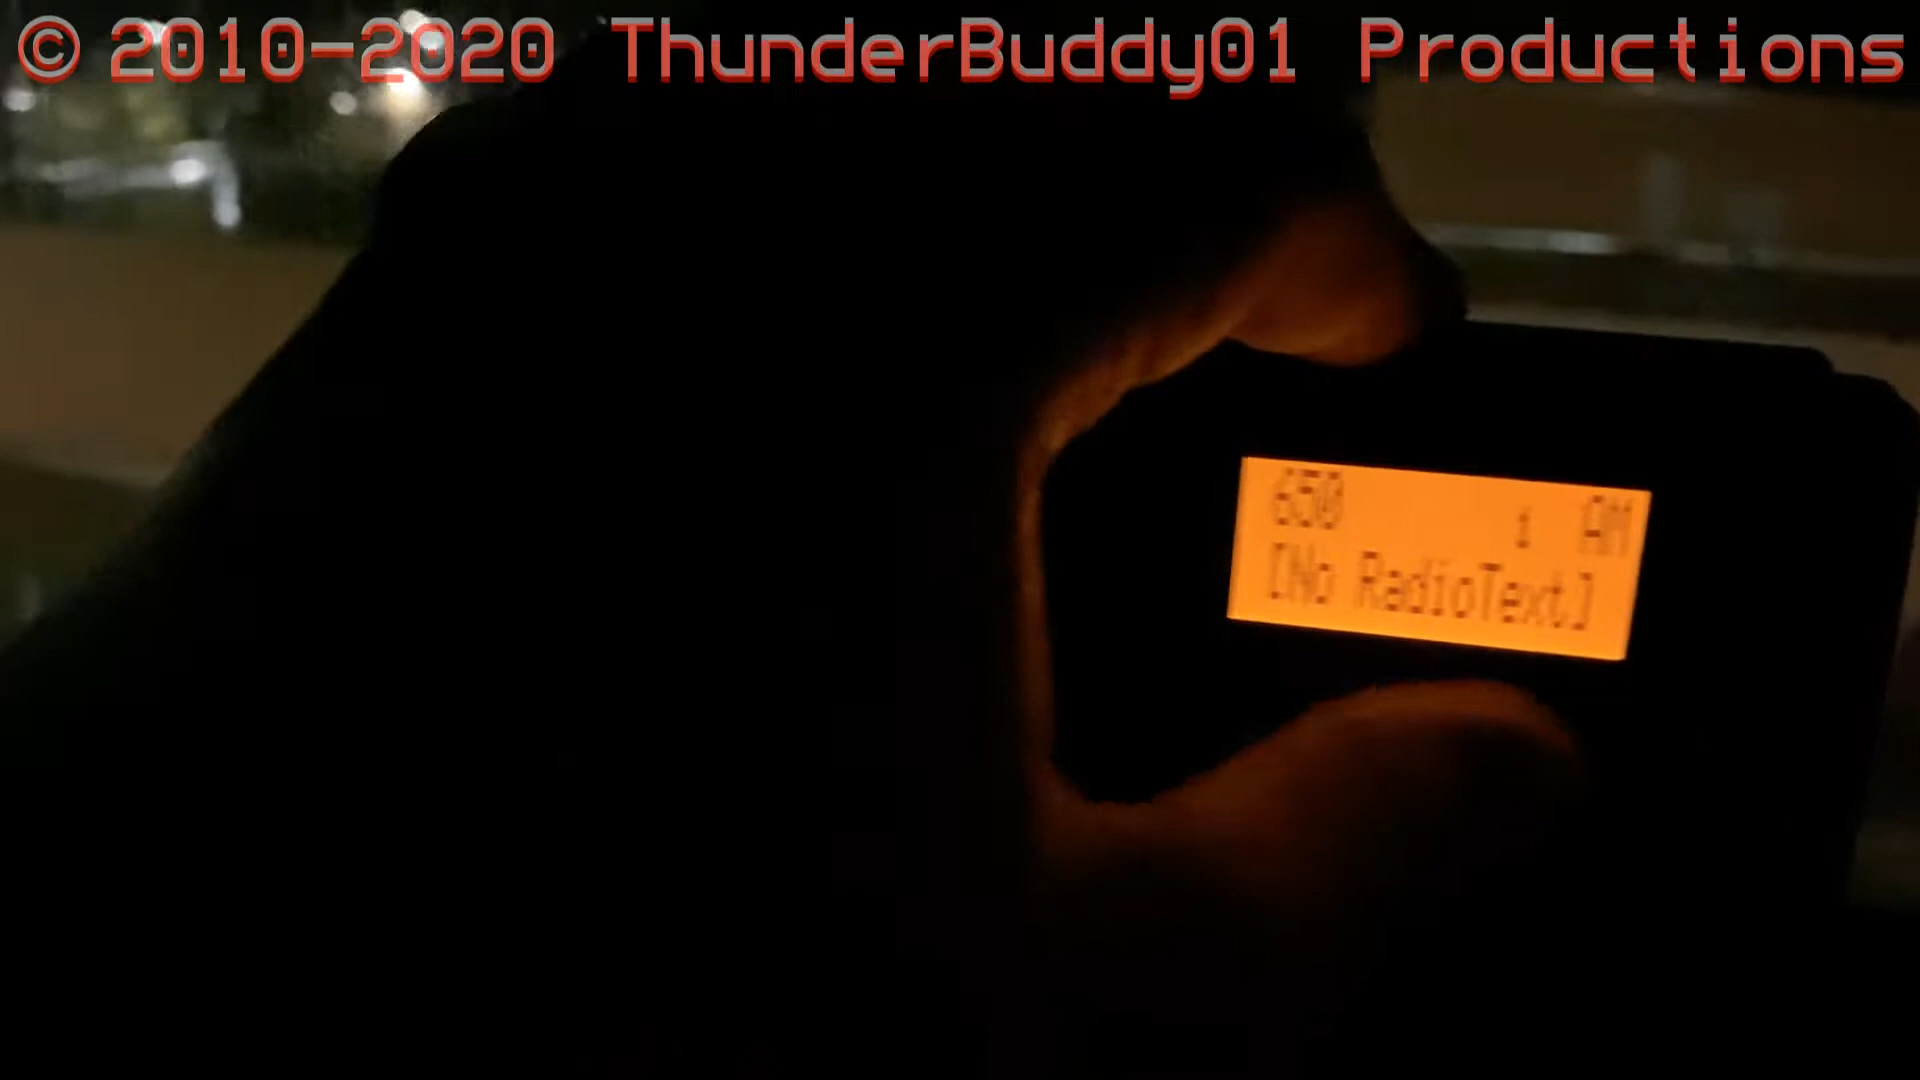 © 2010-2020 ThunderBuddy01 Productions
650 1 AM
[No RadioText]